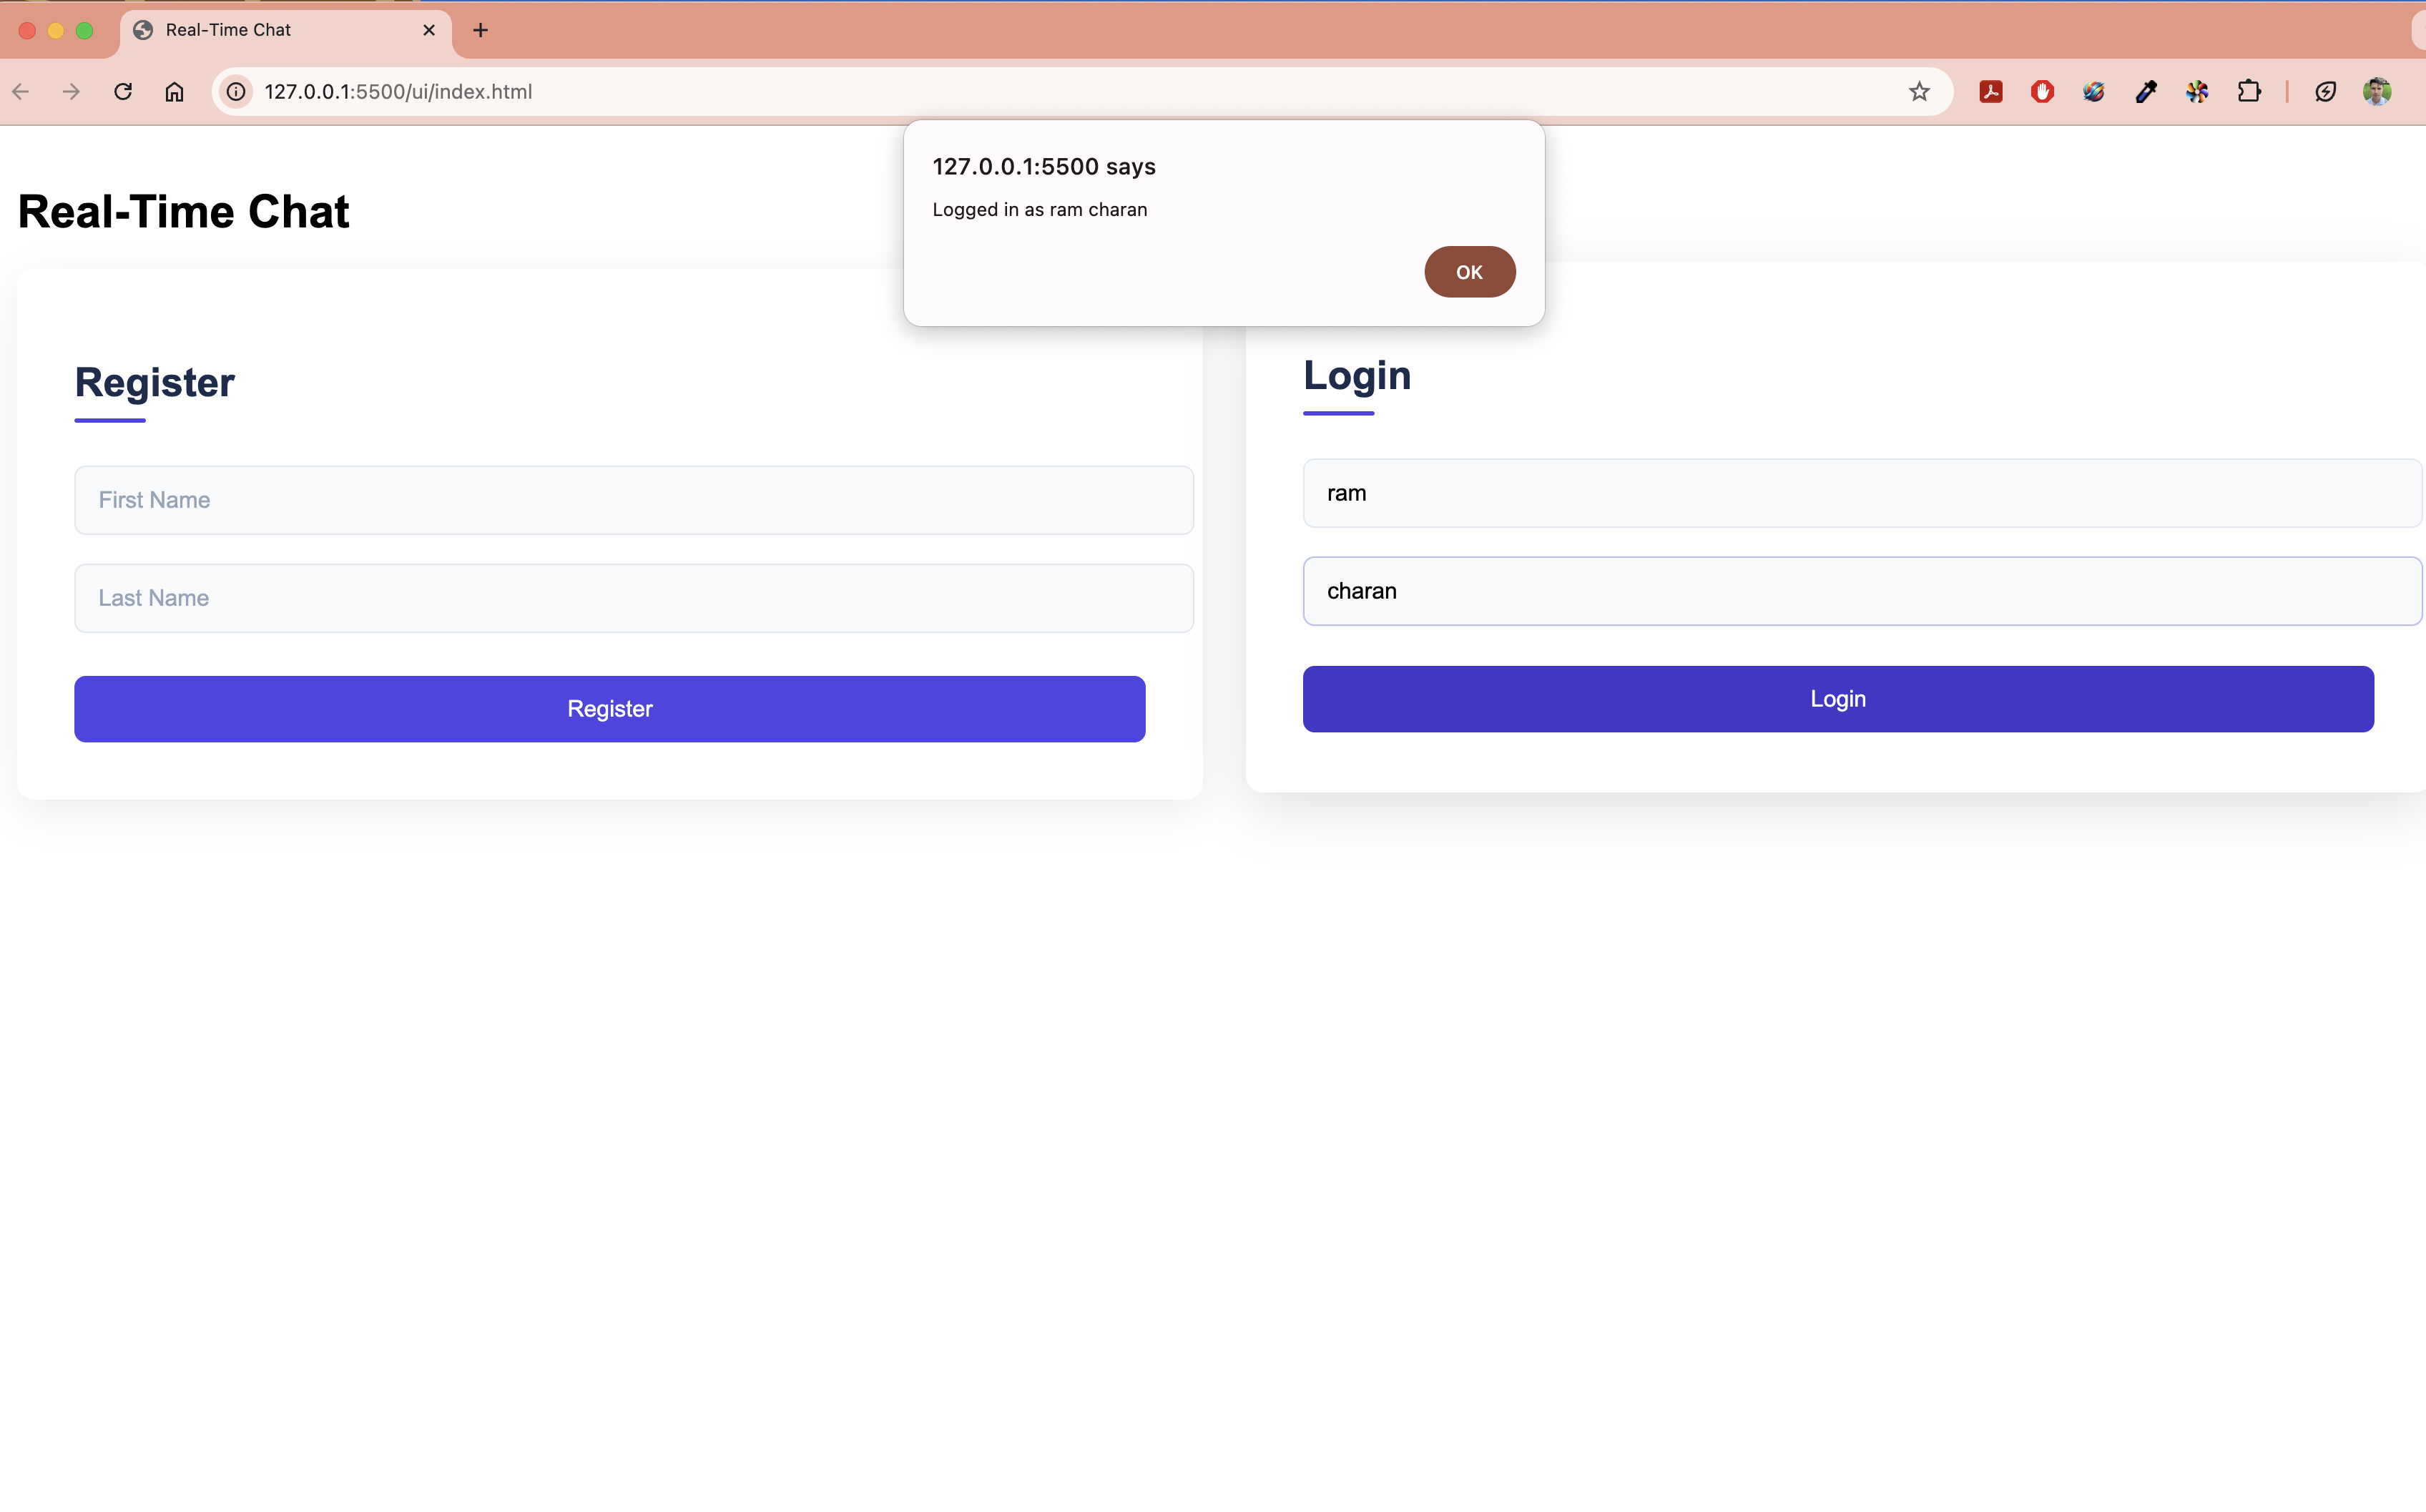 Real-Time Chat
127.0.0.1:5500/ui/index.html
127.0.0.1:5500 says
Logged in as ram charan
OK
Real-Time Chat
Register
First Name
Last Name
Register
Login
ram
charan
Login